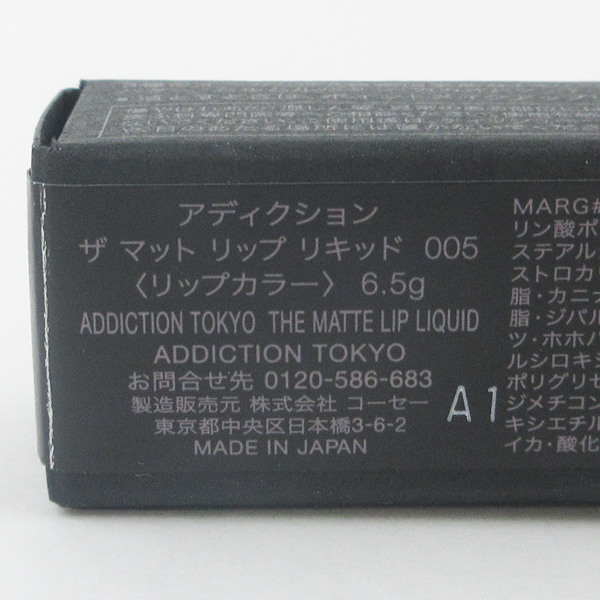 アディクション
ザ マット リップ リキッド 005
〈リップカラー〉 6.5g
ADDICTION TOKYO THE MATTE LIP LIQUID
ADDICTION TOKYO
お問合せ先 0120-586-683
製造販売元 株式会社 コーセー
東京都中央区日本橋3-6-2
MADE IN JAPAN
A1
MARG#
リン酸ポ
ステアル
ストロカリ
脂・カニナ
脂・ジパル
ツ・ホホバ
ルシロキシ
ポリグリセ
ジメチコン
キシエチル
イカ・酸化